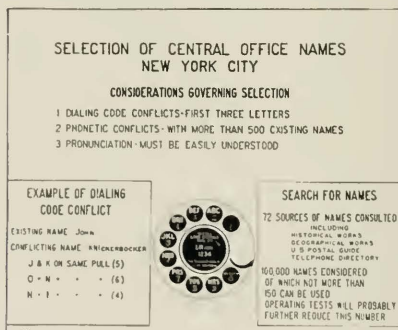 SELECTION OF CENTRAL OFFICE NAMES
NEW YORK CITY
CONSIDERATIONS GOVERNING SELECTION
1 DIALING CODE CONFLICTS-FIRST THREE LETTERS
2 PHONETIC CONFLICTS-WITH MORE THAN 500 EXISTING NAMES
3 PRONUNCIATION-MUST BE EASILY UNDERSTOOD
EXAMPLE OF DIALING
CODE CONFLICT
EXISTING NAME JOHN
CONFLICTING NAME KNICKERBOCKER
J & K ON SAME PULL (5)
O - N " " " (6)
N - I " " " (4)
SEARCH FOR NAMES
72 SOURCES OF NAMES CONSULTED
INCLUDING
HISTORICAL WORKS
GEOGRAPHICAL WORKS
U S POSTAL GUIDE
TELEPHONE DIRECTORY
100,000 NAMES CONSIDERED
OF WHICH NOT MORE THAN
150 CAN BE USED
OPERATING TESTS WILL PROBABLY
FURTHER REDUCE THIS NUMBER